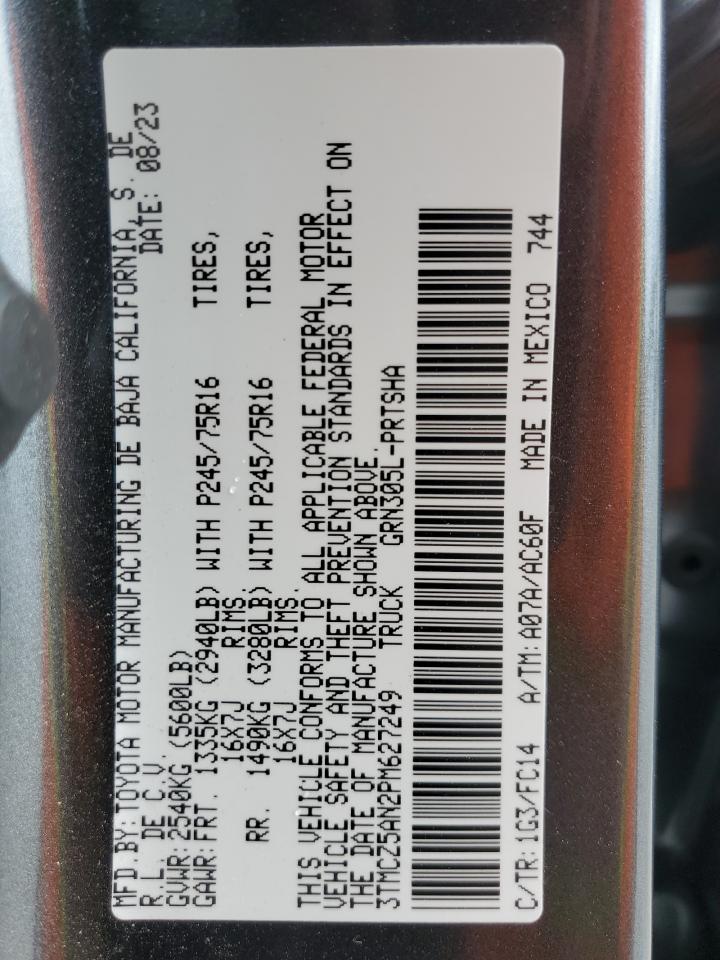 MFD.BY:TOYOTA MOTOR MANUFACTURING DE BAJA CALIFORNIA, S. DE
R.L. DE C.V. DATE: 08/23
GVWR:2540KG (5600LB)
GAWR:FRT. 1335KG (2940LB) WITH P245/75R16 TIRES,
16X7J RIMS.
RR. 1490KG (3280LB) WITH P245/75R16 TIRES,
16X7J RIMS.
THIS VEHICLE CONFORMS TO ALL APPLICABLE FEDERAL MOTOR
VEHICLE SAFETY AND THEFT PREVENTION STANDARDS IN EFFECT ON
THE DATE OF MANUFACTURE SHOWN ABOVE.
3TMCZ5AN2PM627249 TRUCK GRN305L-PRTSHA
C/TR:1G3/FC14 A/TM:A07A/AC60F MADE IN MEXICO 744